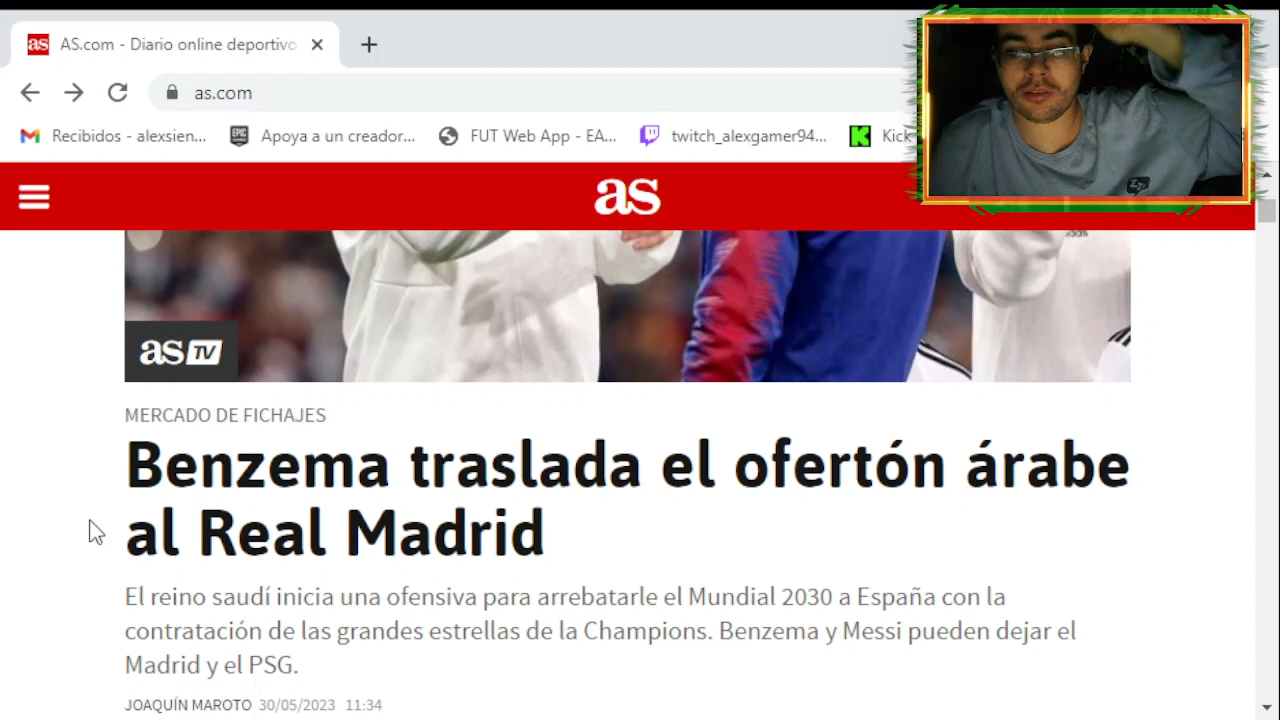 as AS.com - Diario online deportivo
as.com
Recibidos - alexsien...
EPIC
Apoya a un creador...
FUT Web App - EA...
twitch_alexgamer94...
Kick
as
as TV
MERCADO DE FICHAJES
Benzema traslada el ofertón árabe
al Real Madrid
El reino saudí inicia una ofensiva para arrebatarle el Mundial 2030 a España con la
contratación de las grandes estrellas de la Champions. Benzema y Messi pueden dejar el
Madrid y el PSG.
JOAQUÍN MAROTO 30/05/2023 11:34